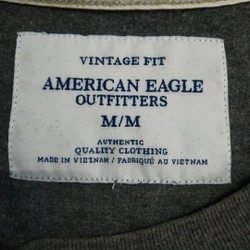 VINTAGE FIT
AMERICAN EAGLE
OUTFITTERS
M/M
AUTHENTIC
QUALITY CLOTHING
MADE IN VIETNAM / FABRIQUÉ AU VIETNAM